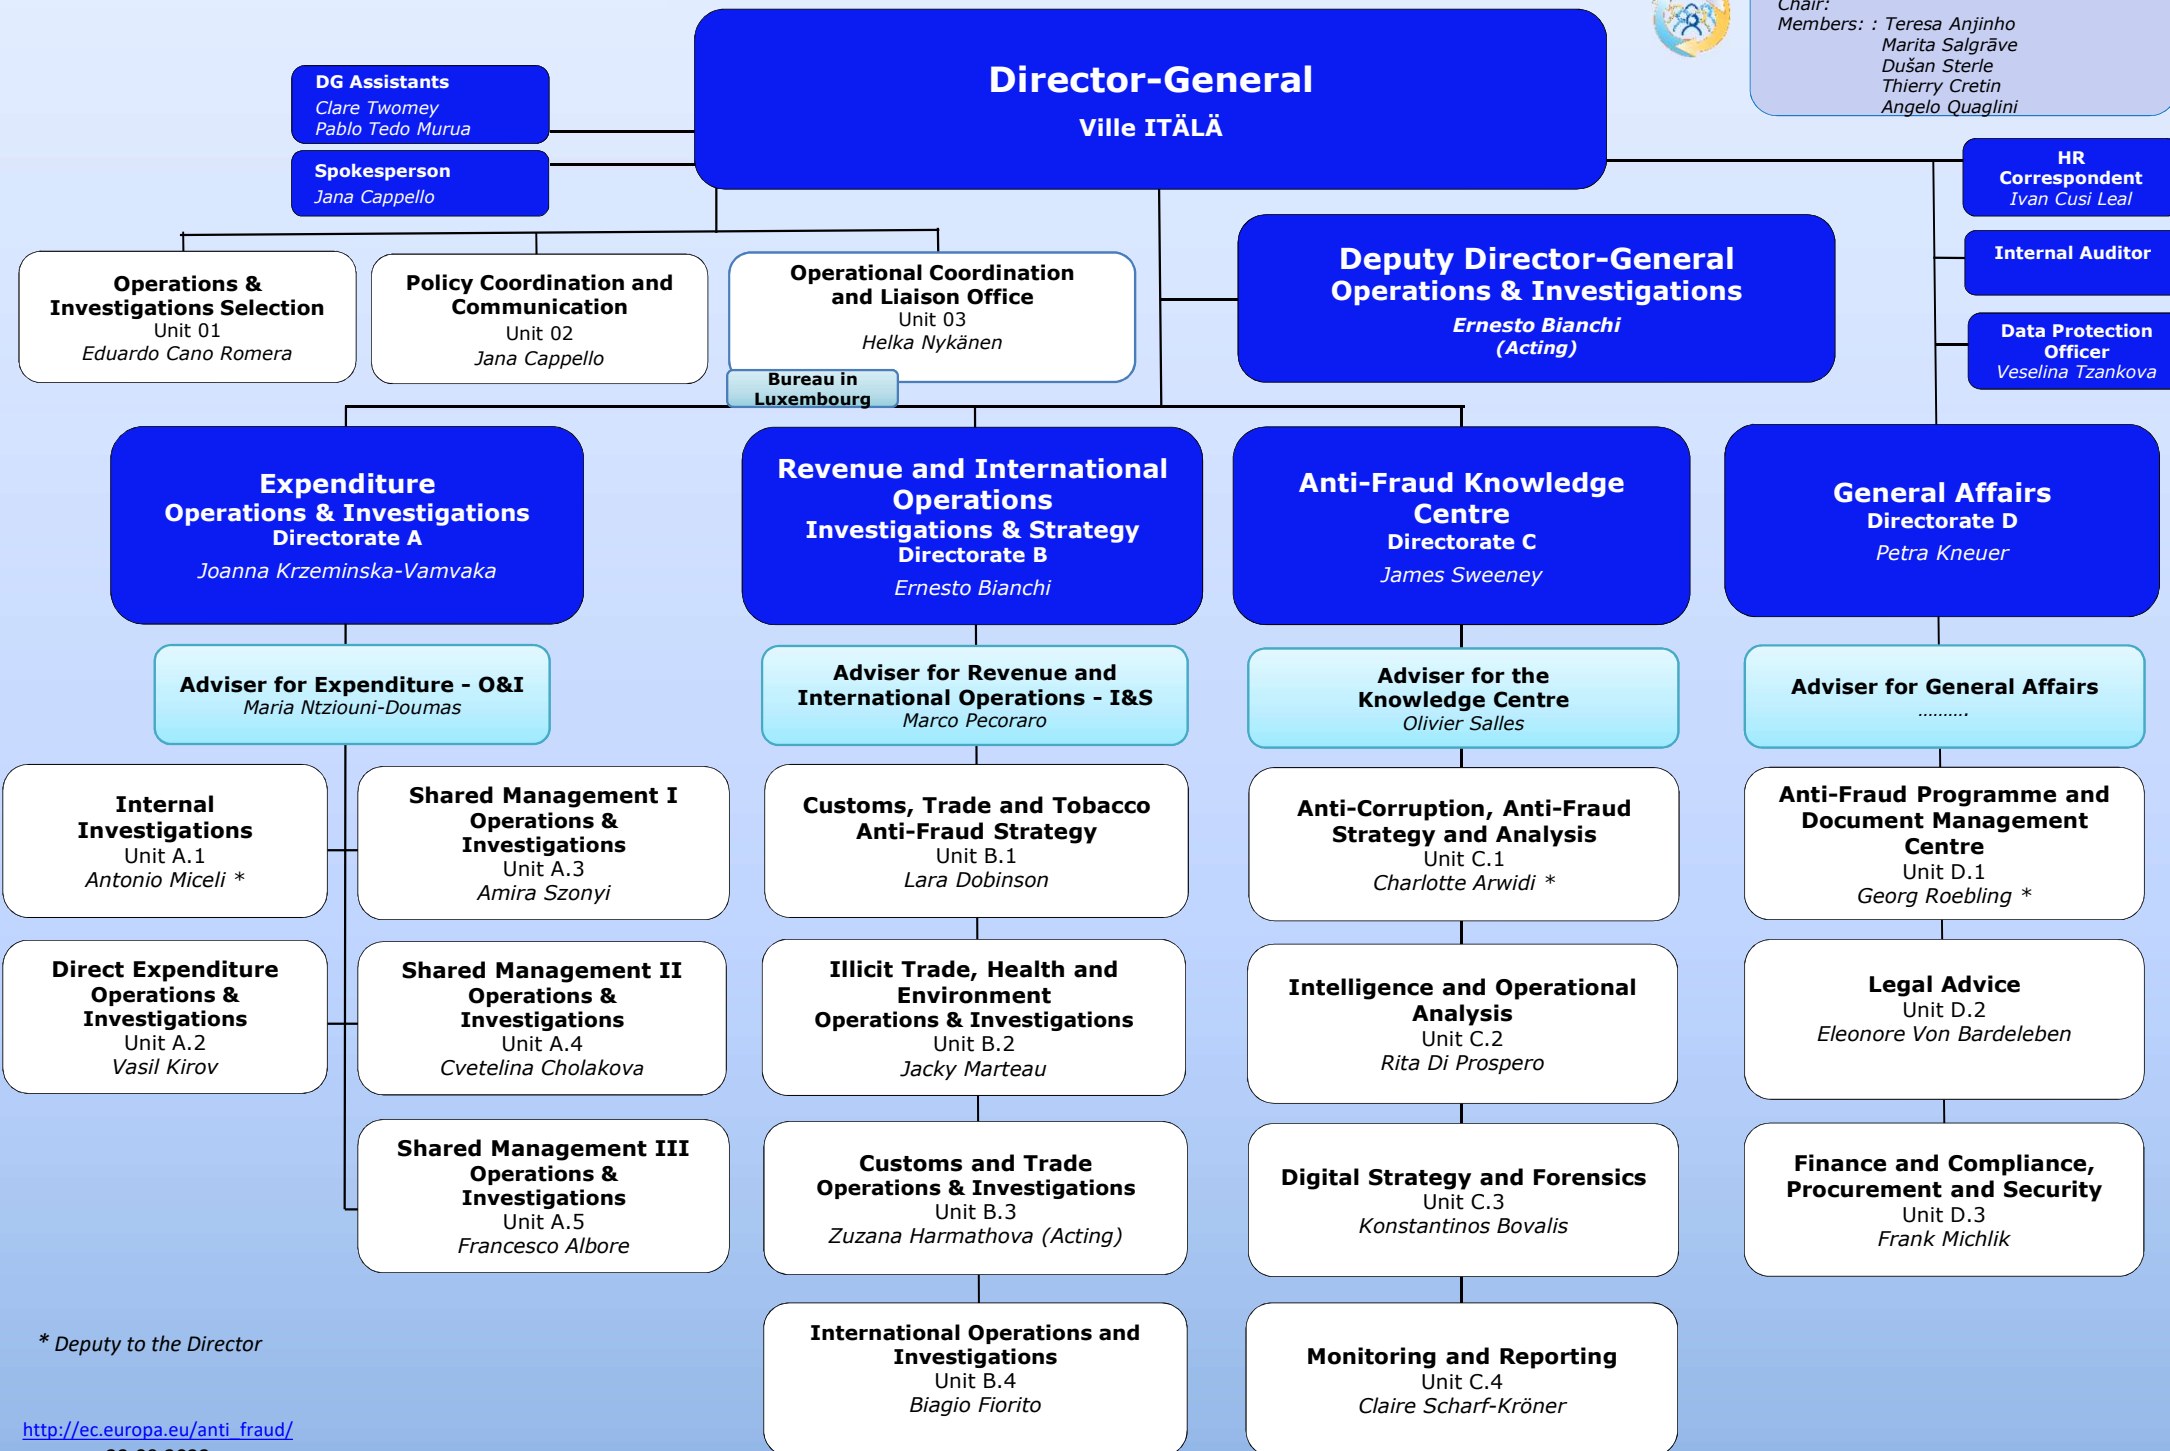 Chair:
Members: : Teresa Anjinho
Marita Salgrāve
Dušan Sterle
Thierry Cretin
Angelo Quaglini
Director-General
Ville ITÄLÄ
DG Assistants
Clare Twomey
Pablo Tedo Murua
Spokesperson
Jana Cappello
HR
Correspondent
Ivan Cusi Leal
Internal Auditor
Data Protection
Officer
Veselina Tzankova
Operations &
Investigations Selection
Unit 01
Eduardo Cano Romera
Policy Coordination and
Communication
Unit 02
Jana Cappello
Operational Coordination
and Liaison Office
Unit 03
Helka Nykänen
Bureau in
Luxembourg
Deputy Director-General
Operations & Investigations
Ernesto Bianchi
(Acting)
Expenditure
Operations & Investigations
Directorate A
Joanna Krzeminska-Vamvaka
Revenue and International
Operations
Investigations & Strategy
Directorate B
Ernesto Bianchi
Anti-Fraud Knowledge
Centre
Directorate C
James Sweeney
General Affairs
Directorate D
Petra Kneuer
Adviser for Expenditure - O&I
Maria Ntziouni-Doumas
Adviser for Revenue and
International Operations - I&S
Marco Pecoraro
Adviser for the
Knowledge Centre
Olivier Salles
Adviser for General Affairs
..........
Internal
Investigations
Unit A.1
Antonio Miceli *
Shared Management I
Operations &
Investigations
Unit A.3
Amira Szonyi
Customs, Trade and Tobacco
Anti-Fraud Strategy
Unit B.1
Lara Dobinson
Anti-Corruption, Anti-Fraud
Strategy and Analysis
Unit C.1
Charlotte Arwidi *
Anti-Fraud Programme and
Document Management
Centre
Unit D.1
Georg Roebling *
Direct Expenditure
Operations &
Investigations
Unit A.2
Vasil Kirov
Shared Management II
Operations &
Investigations
Unit A.4
Cvetelina Cholakova
Illicit Trade, Health and
Environment
Operations & Investigations
Unit B.2
Jacky Marteau
Intelligence and Operational
Analysis
Unit C.2
Rita Di Prospero
Legal Advice
Unit D.2
Eleonore Von Bardeleben
Shared Management III
Operations &
Investigations
Unit A.5
Francesco Albore
Customs and Trade
Operations & Investigations
Unit B.3
Zuzana Harmathova (Acting)
Digital Strategy and Forensics
Unit C.3
Konstantinos Bovalis
Finance and Compliance,
Procurement and Security
Unit D.3
Frank Michlik
International Operations and
Investigations
Unit B.4
Biagio Fiorito
Monitoring and Reporting
Unit C.4
Claire Scharf-Kröner
* Deputy to the Director
http://ec.europa.eu/anti_fraud/